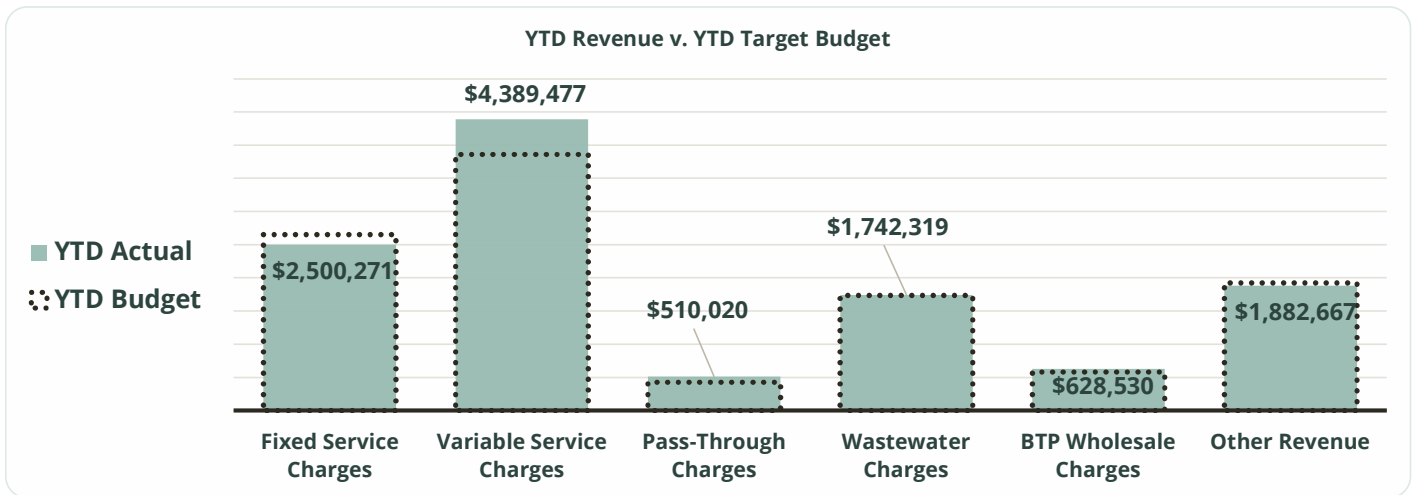 YTD Revenue v. YTD Target Budget
$4,389,477
$1,742,319
YTD Actual
$2,500,271
YTD Budget
$510,020
$1,882,667
$628,530
Fixed Service
Charges
Variable Service
Charges
Pass-Through
Charges
Wastewater
Charges
BTP Wholesale
Charges
Other Revenue